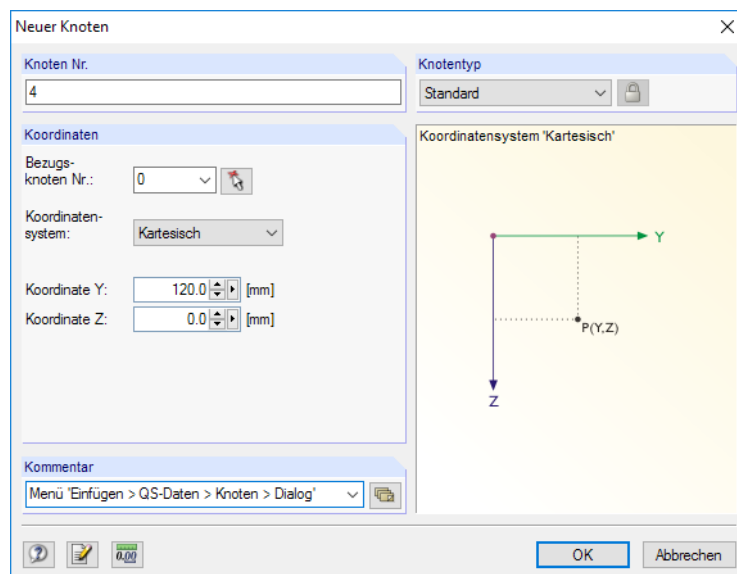 Neuer Knoten
Knoten Nr.
4
Knotentyp
Standard
Koordinaten
Bezugs-
knoten Nr.:
0
Koordinaten-
system:
Kartesisch
Koordinate Y:
120.0
[mm]
Koordinate Z:
0.0
[mm]
Koordinatensystem 'Kartesisch'
Y
P(Y,Z)
Z
Kommentar
Menü 'Einfügen > QS-Daten > Knoten > Dialog'
0.00
OK
Abbrechen